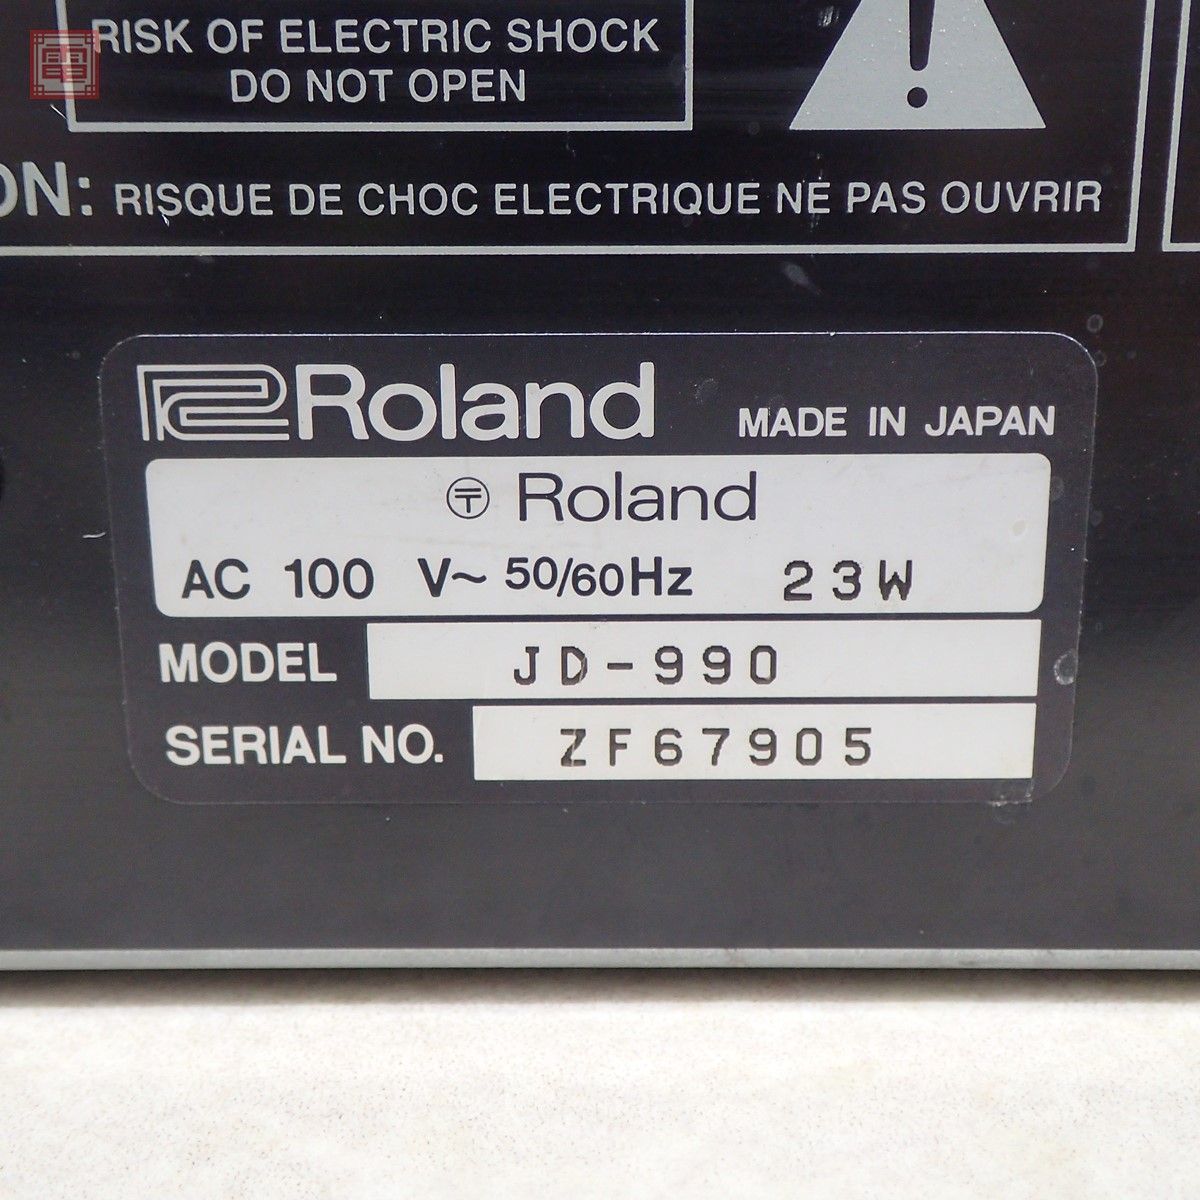 RISK OF ELECTRIC SHOCK
DO NOT OPEN
ON: RISQUE DE CHOC ELECTRIQUE NE PAS OUVRIR
Roland MADE IN JAPAN
Roland
AC 100 V~ 50/60Hz 23W
MODEL JD-990
SERIAL NO. ZF67905